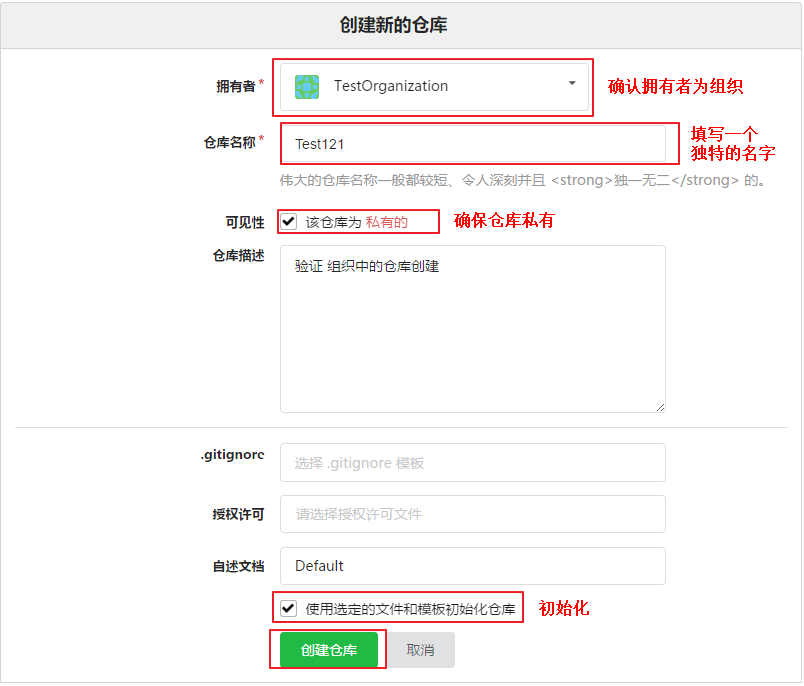 创建新的仓库
拥有者* TestOrganization 确认拥有者为组织
仓库名称* Test121 填写一个
独特的名字
伟大的仓库名称一般都较短、令人深刻并且 <strong>独一无二</strong> 的。
可见性 该仓库为 私有的 确保仓库私有
仓库描述 验证 组织中的仓库创建
.gitignore 选择 .gitignore 模板
授权许可 请选择授权许可文件
自述文档 Default
使用选定的文件和模板初始化仓库 初始化
创建仓库 取消